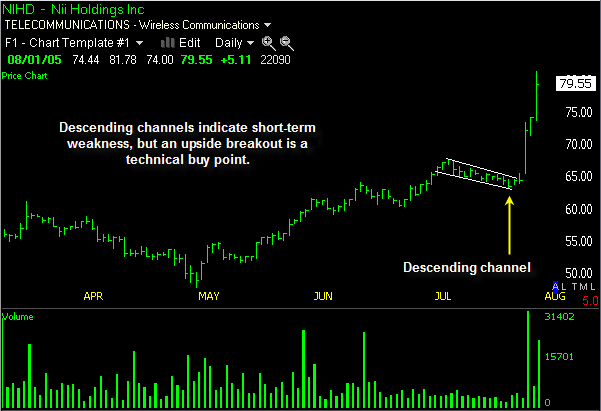 NIHD - Nii Holdings Inc
TELECOMMUNICATIONS - Wireless Communications
F1 - Chart Template #1 Edit Daily
08/01/05 74.44 81.78 74.00 79.55 +5.11 22090
Price Chart
79.55
75.00
Descending channels indicate short-term
weakness, but an upside breakout is a
technical buy point.
70.00
65.00
60.00
55.00
Descending channel
50.00
A L T M L
APR MAY JUN JUL AUG
5.0
Volume
31402
15701
0